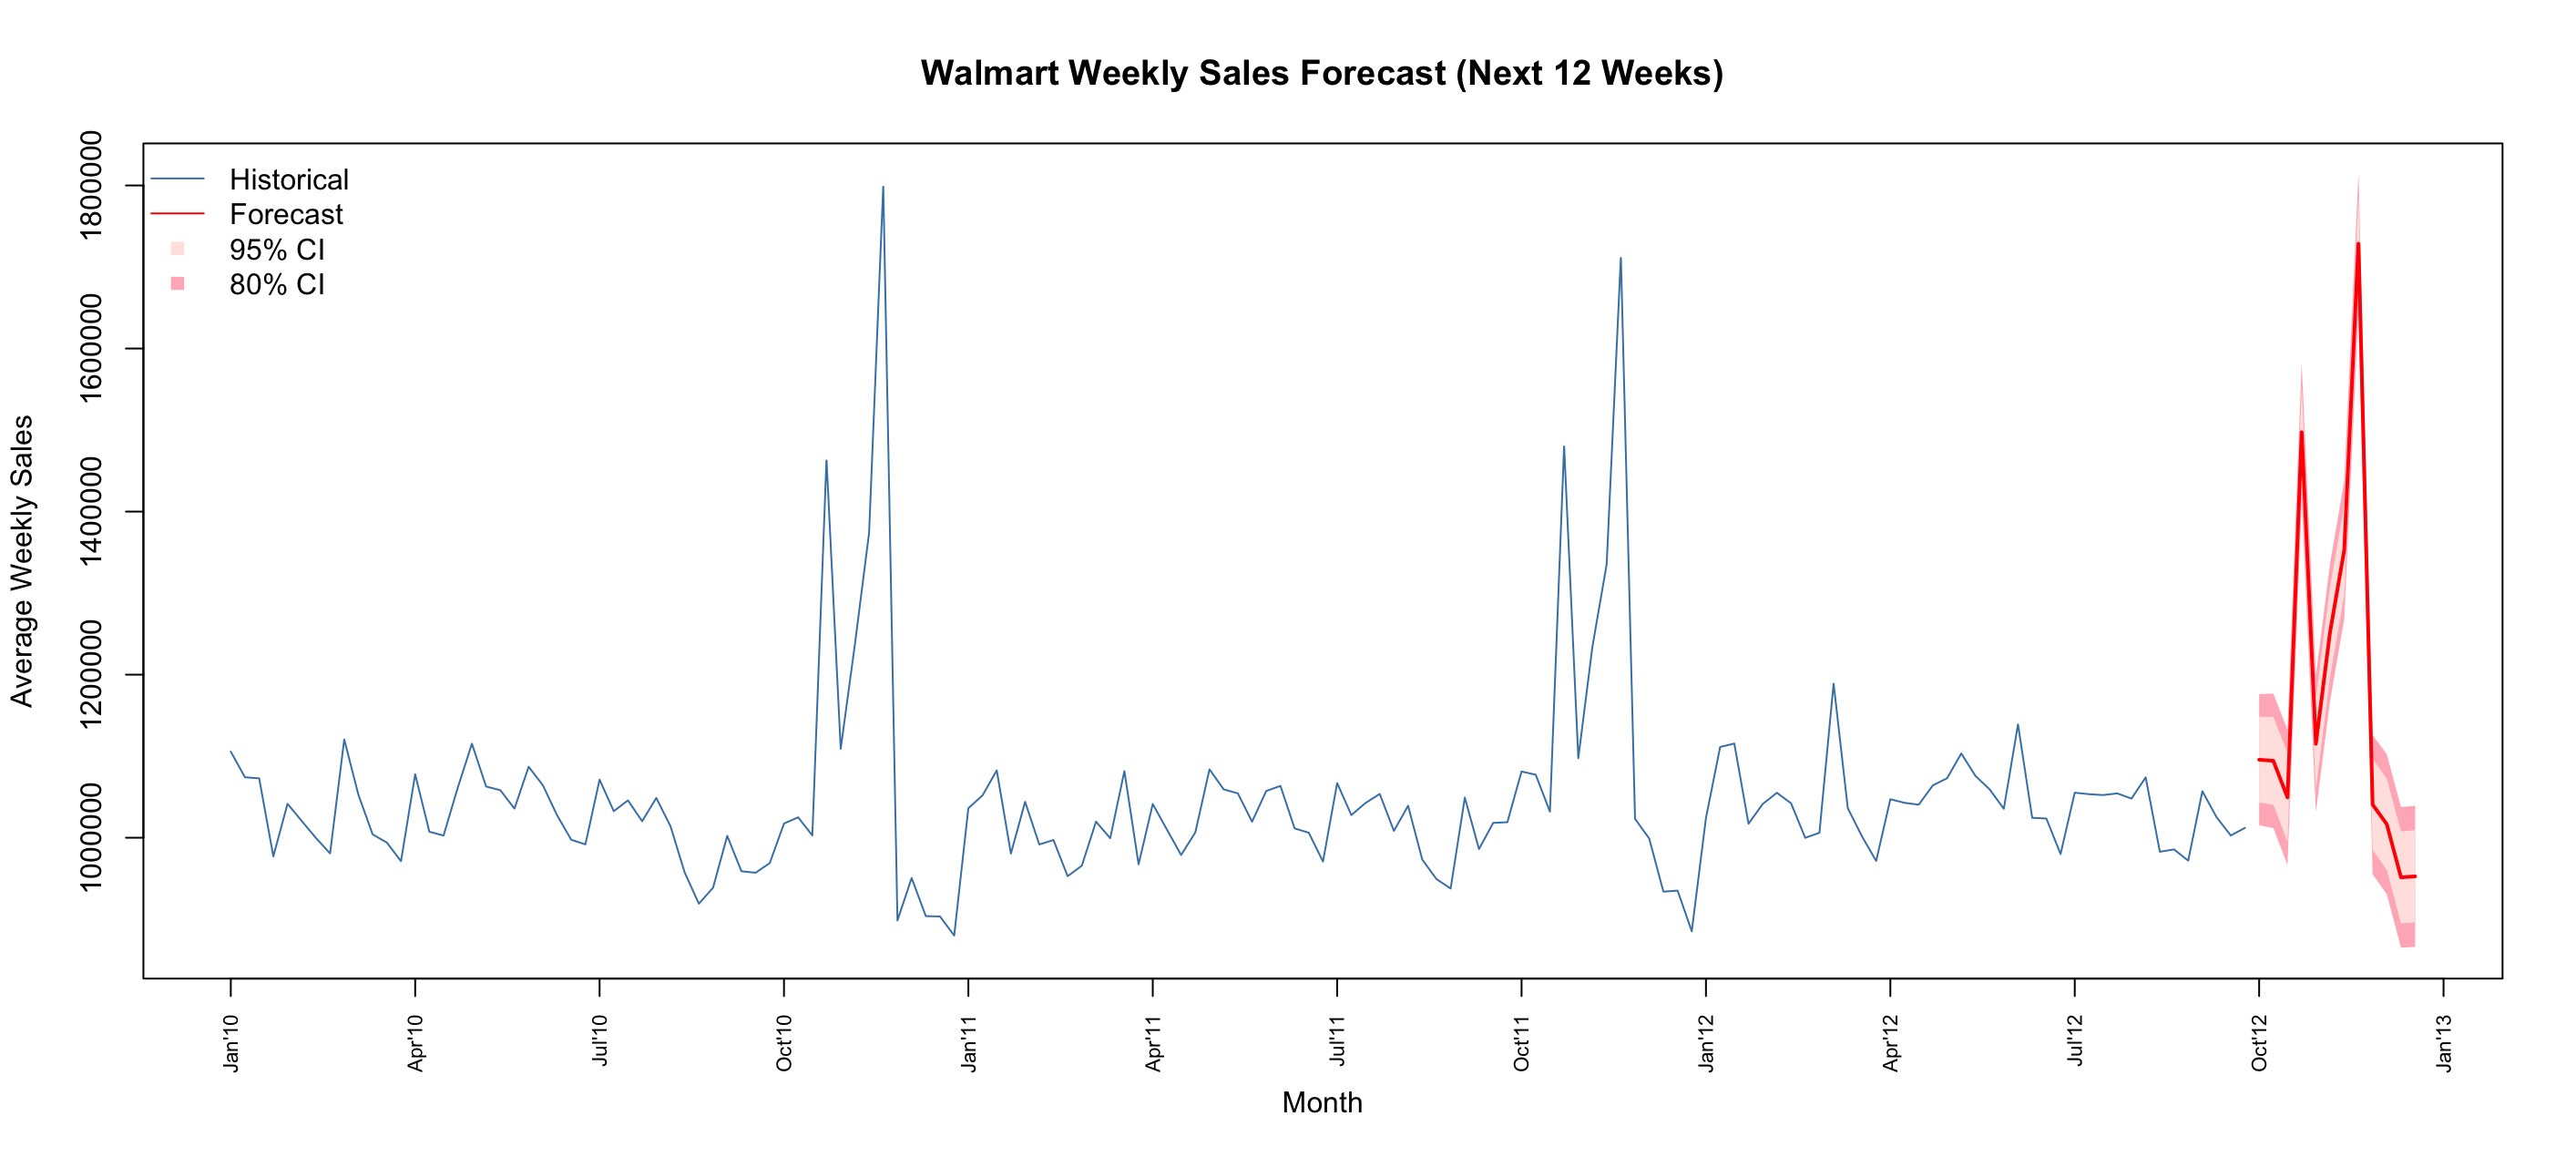 Walmart Weekly Sales Forecast (Next 12 Weeks)
Historical
Forecast
95% CI
80% CI
Average Weekly Sales
1800000
1600000
1400000
1200000
1000000
Jan'10
Apr'10
Jul'10
Oct'10
Jan'11
Apr'11
Jul'11
Oct'11
Jan'12
Apr'12
Jul'12
Oct'12
Jan'13
Month